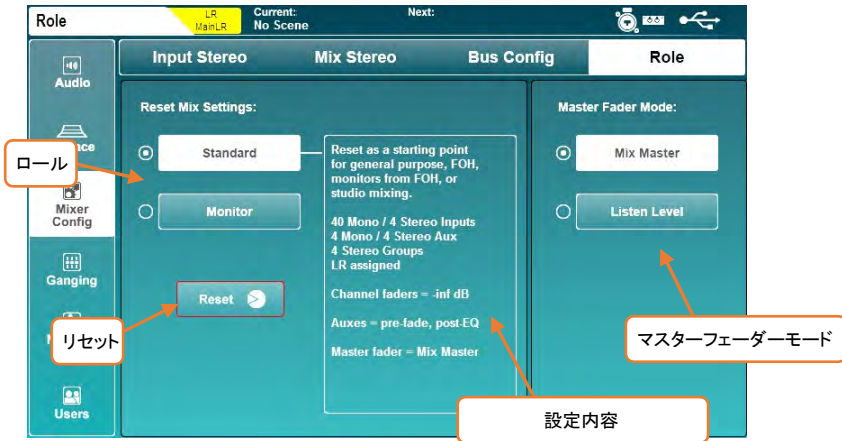 Role
LR
MainLR
Current:
No Scene
Next:
Audio
Input Stereo
Mix Stereo
Bus Config
Role
Reset Mix Settings:
Master Fader Mode:
ロール
Standard
Mix Master
Monitor
Listen Level
Mixer
Config
Reset as a starting point
for general purpose, FOH,
monitors from FOH, or
studio mixing.
40 Mono / 4 Stereo Inputs
4 Mono / 4 Stereo Aux
4 Stereo Groups
LR assigned
Channel faders = -inf dB
Auxes = pre-fade, post-EQ
Master fader = Mix Master
Ganging
Reset
リセット
マスターフェーダーモード
設定内容
Users